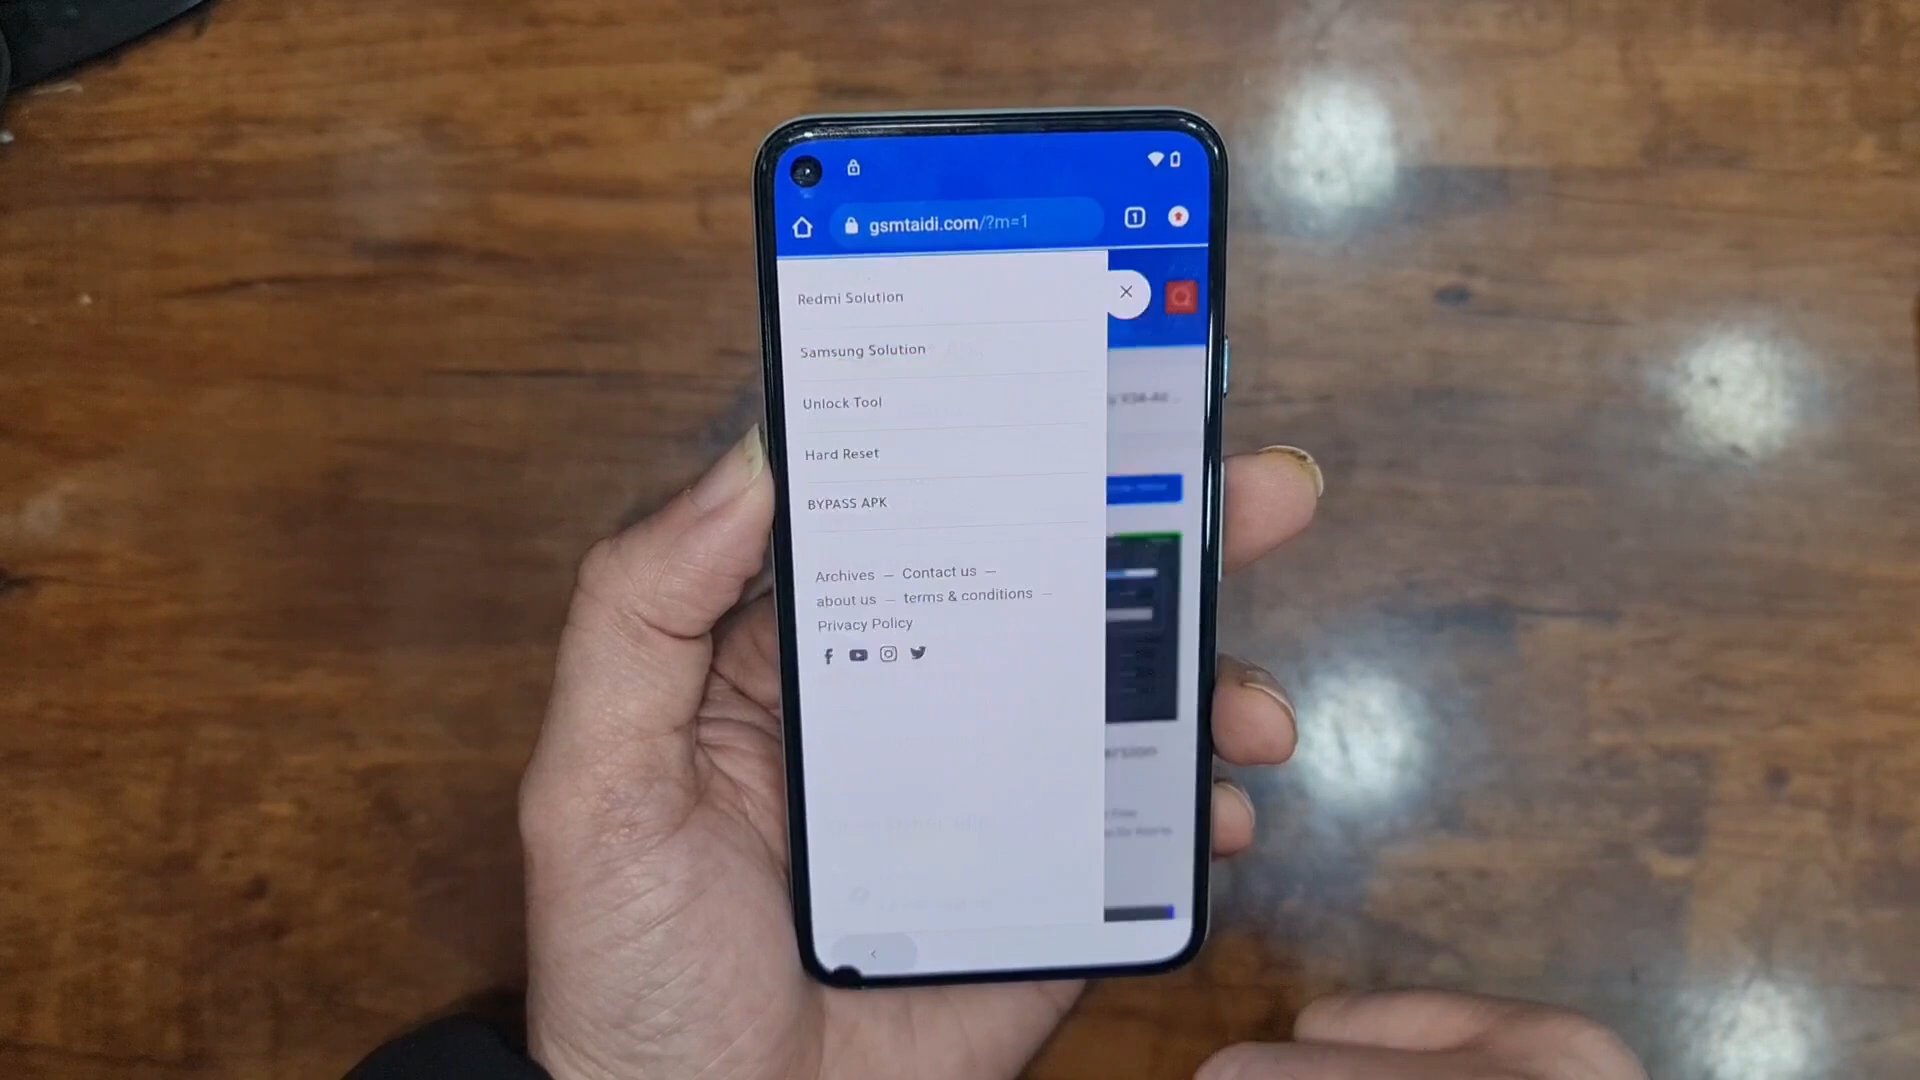 gsmtaidi.com/?m=1
1
Redmi Solution
Samsung Solution
Unlock Tool
Hard Reset
BYPASS APK
Archives — Contact us —
about us — terms & conditions —
Privacy Policy